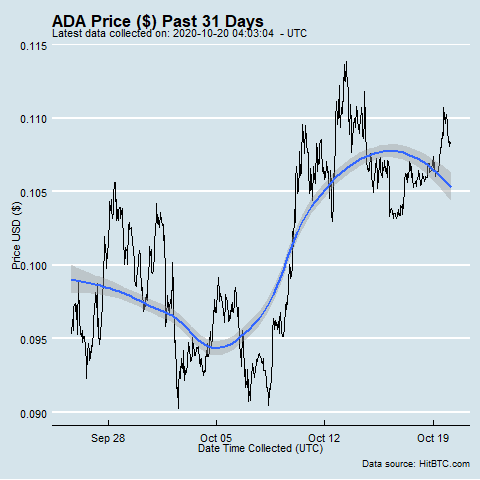 ADA Price ($) Past 31 Days
Latest data collected on: 2020-10-20 04:03:04 - UTC
0.115
0.110
0.105
0.100
0.095
0.090
Price USD ($)
Sep 28 Oct 05 Oct 12 Oct 19
Date Time Collected (UTC)
Data source: HitBTC.com